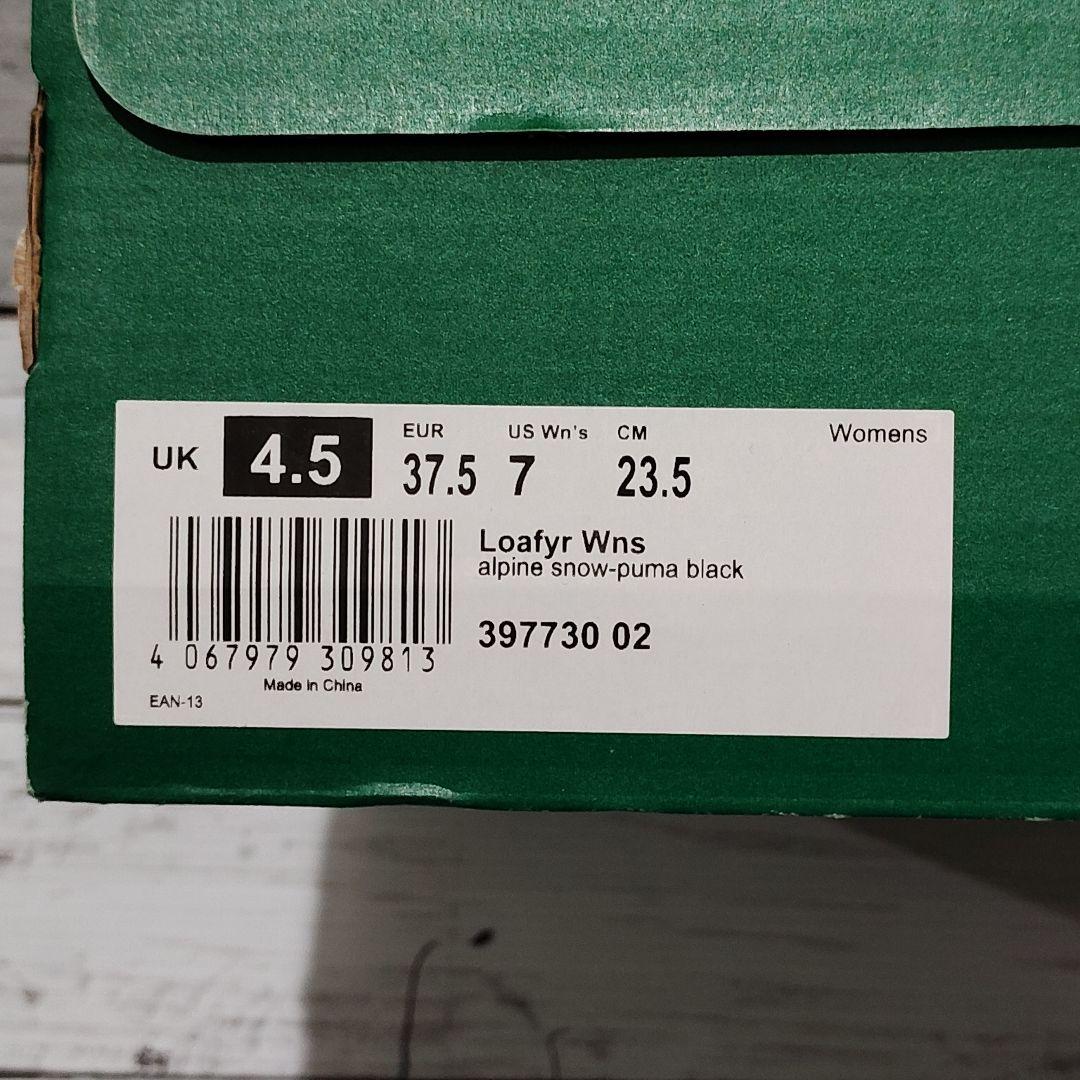 UK 4.5 EUR 37.5 US Wn's 7 CM 23.5 Womens
Loafyr Wns
alpine snow-puma black
397730 02
4 067979 309813
Made in China
EAN-13